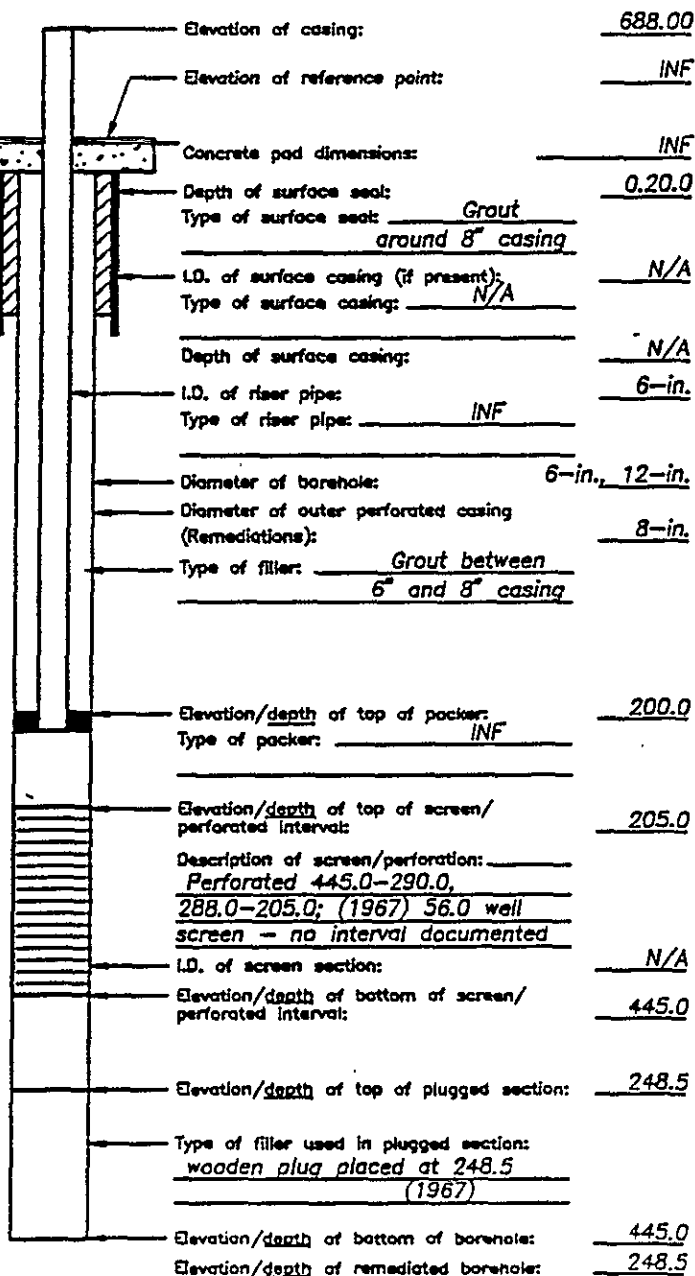 Elevation of casing: 688.00
Elevation of reference point: INF
Concrete pad dimensions: INF
Depth of surface seal: 0.20.0
Type of surface seal: Grout
around 8" casing
I.D. of surface casing (if present): N/A
Type of surface casing: N/A
Depth of surface casing: N/A
I.D. of riser pipe: 6-in.
Type of riser pipe: INF
Diameter of borehole: 6-in., 12-in.
Diameter of outer perforated casing
(Remediations): 8-in.
Type of filler: Grout between
6" and 8" casing
Elevation/depth of top of packer: 200.0
Type of packer: INF
Elevation/depth of top of screen/
perforated interval: 205.0
Description of screen/perforation:
Perforated 445.0-290.0,
288.0-205.0; (1967) 56.0 well
screen - no interval documented
I.D. of screen section: N/A
Elevation/depth of bottom of screen/
perforated interval: 445.0
Elevation/depth of top of plugged section: 248.5
Type of filler used in plugged section:
wooden plug placed at 248.5
(1967)
Elevation/depth of bottom of borehole: 445.0
Elevation/depth of remediated borehole: 248.5